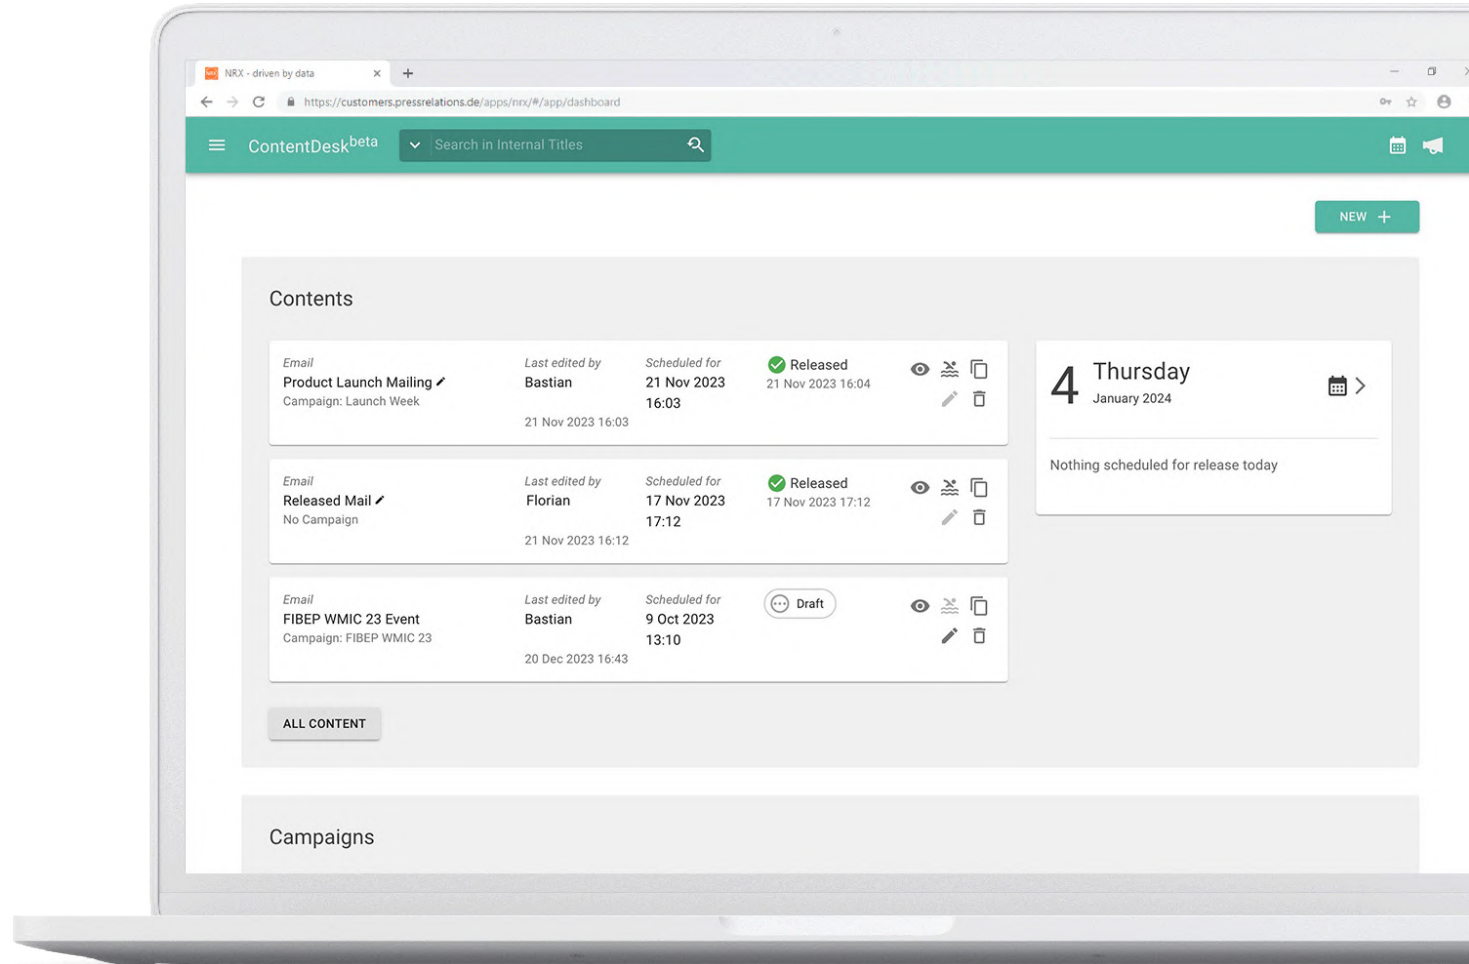 NRX - driven by data
https://customers.pressrelations.de/apps/nrx/#/app/dashboard
ContentDesk beta
Search in Internal Titles
NEW
Contents
Email
Product Launch Mailing
Campaign: Launch Week
Last edited by
Bastian
21 Nov 2023 16:03
Scheduled for
21 Nov 2023
16:03
Released
21 Nov 2023 16:04
Email
Released Mail
No Campaign
Last edited by
Florian
21 Nov 2023 16:12
Scheduled for
17 Nov 2023
17:12
Released
17 Nov 2023 17:12
Email
FIBEP WMIC 23 Event
Campaign: FIBEP WMIC 23
Last edited by
Bastian
20 Dec 2023 16:43
Scheduled for
9 Oct 2023
13:10
Draft
ALL CONTENT
4
Thursday
January 2024
Nothing scheduled for release today
Campaigns